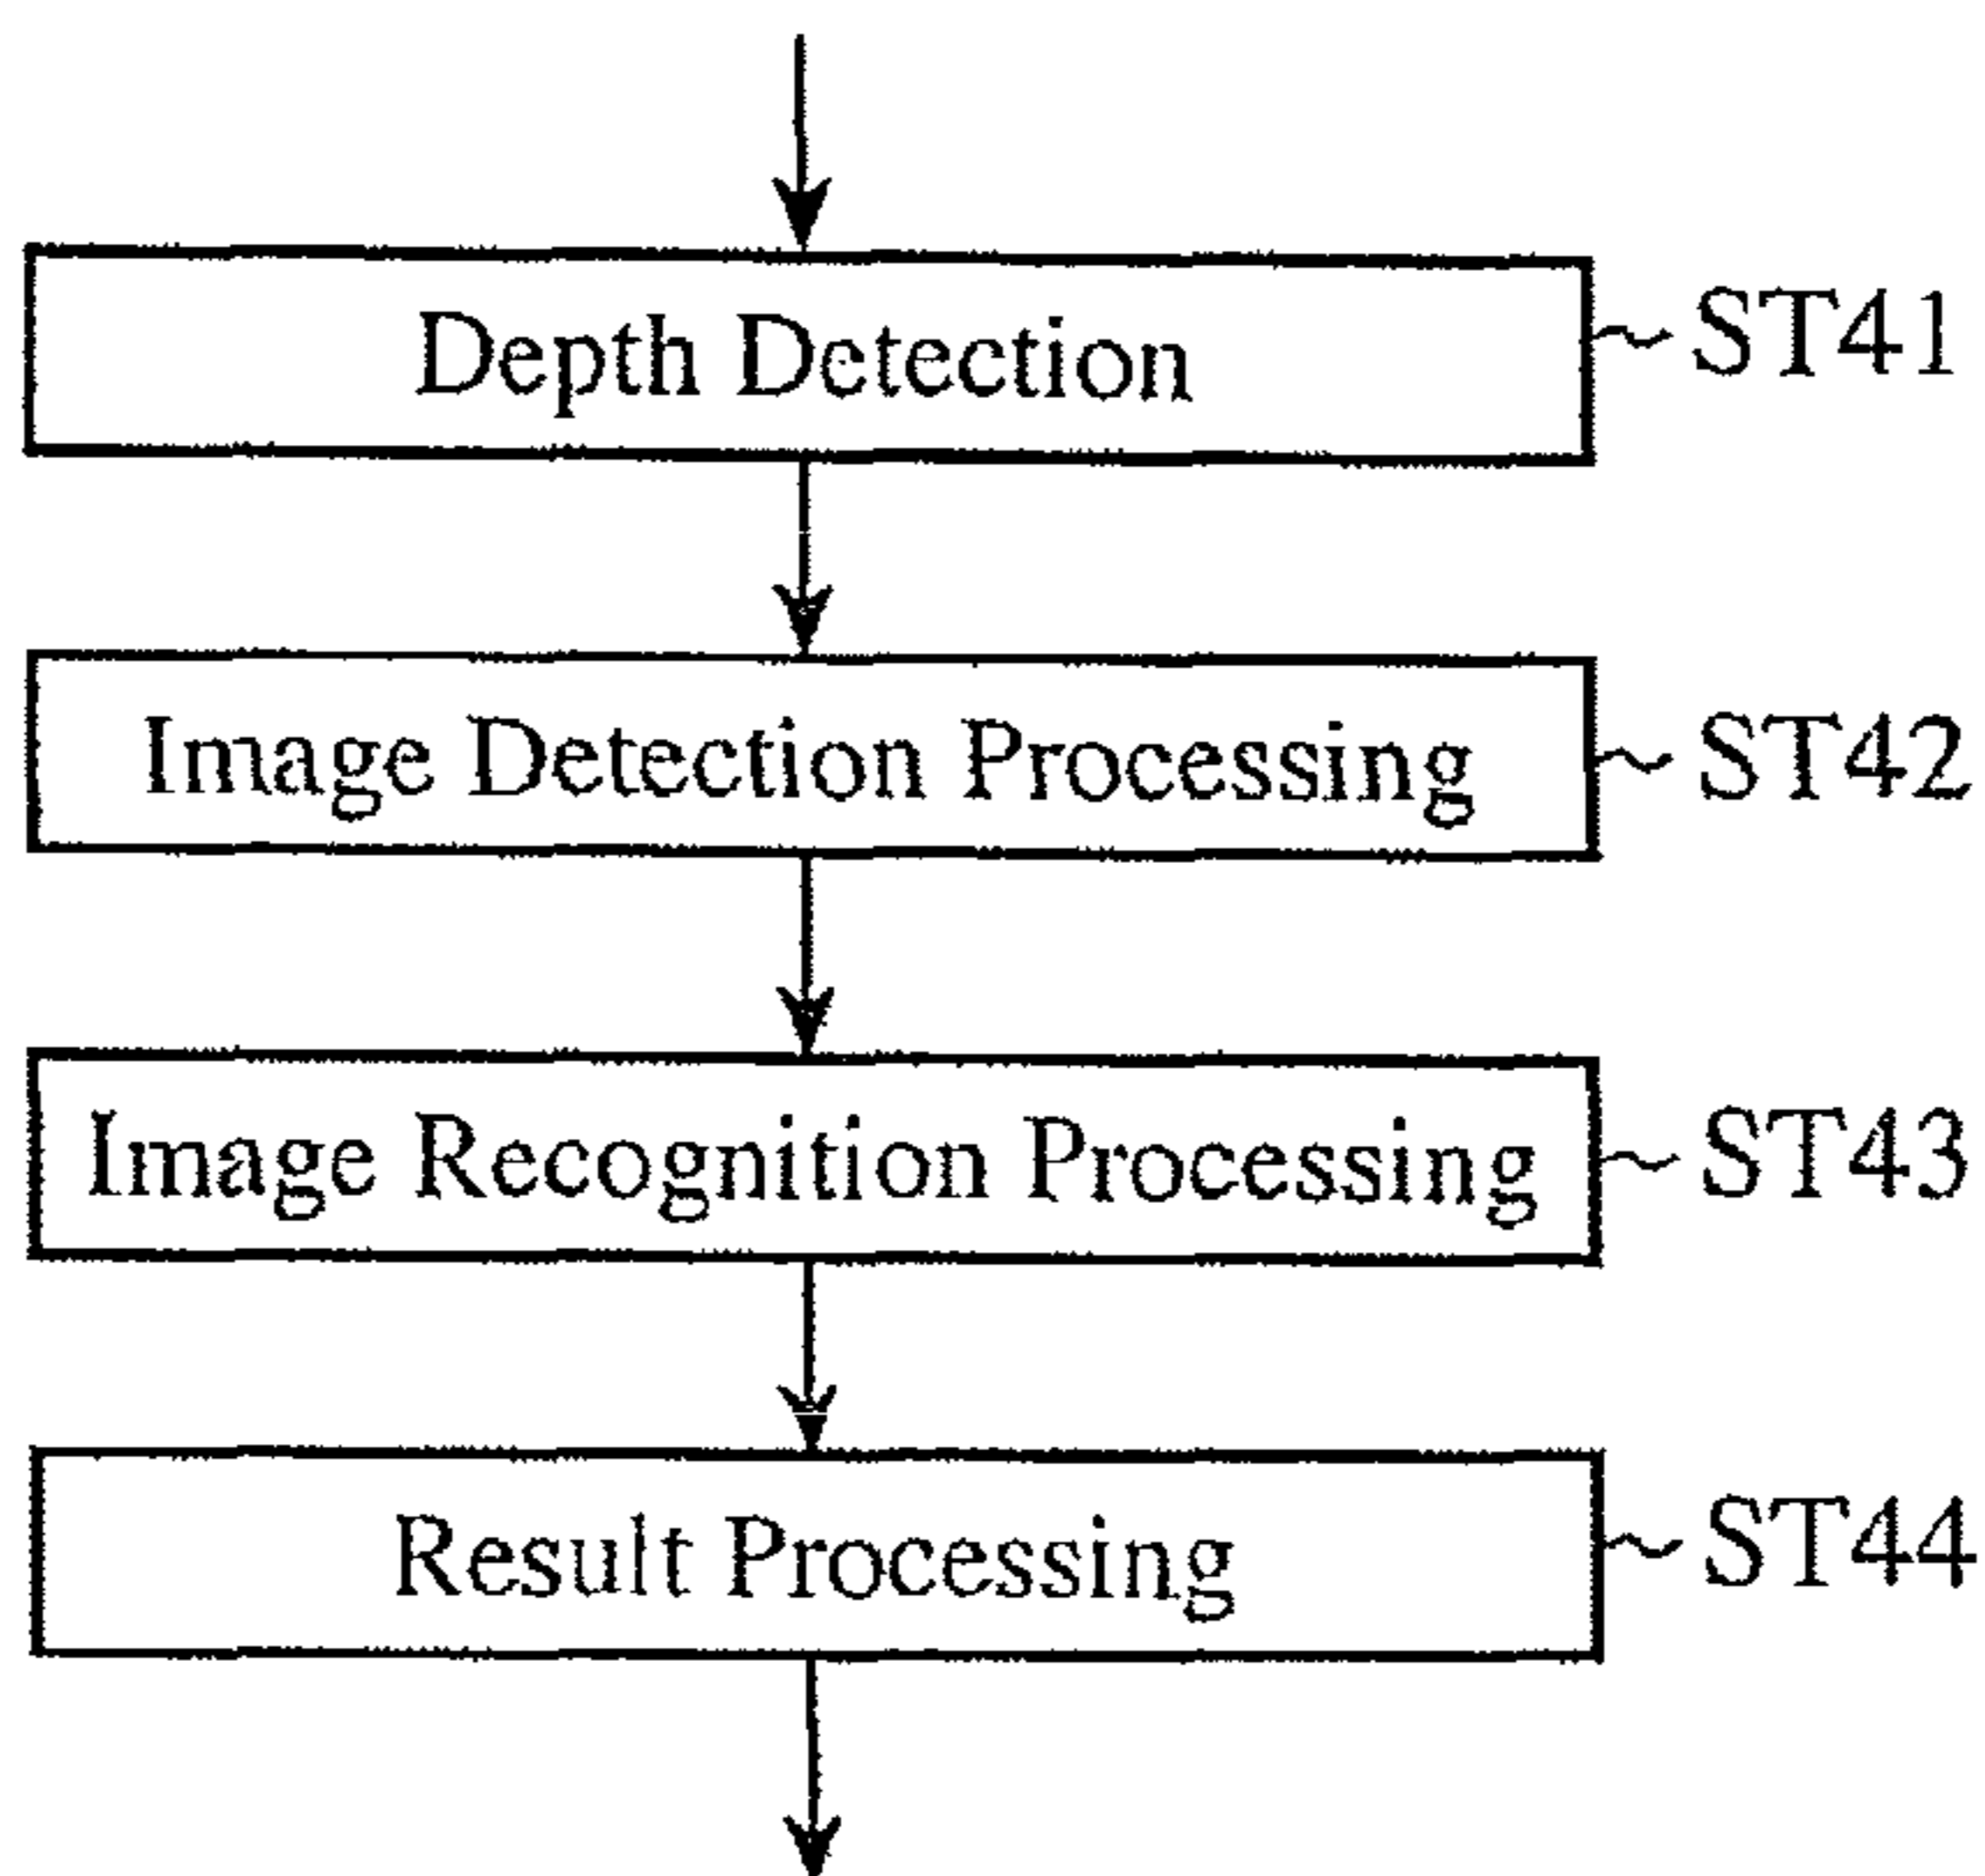 Depth Detection ST41
Image Detection Processing ST42
Image Recognition Processing ST43
Result Processing ST44